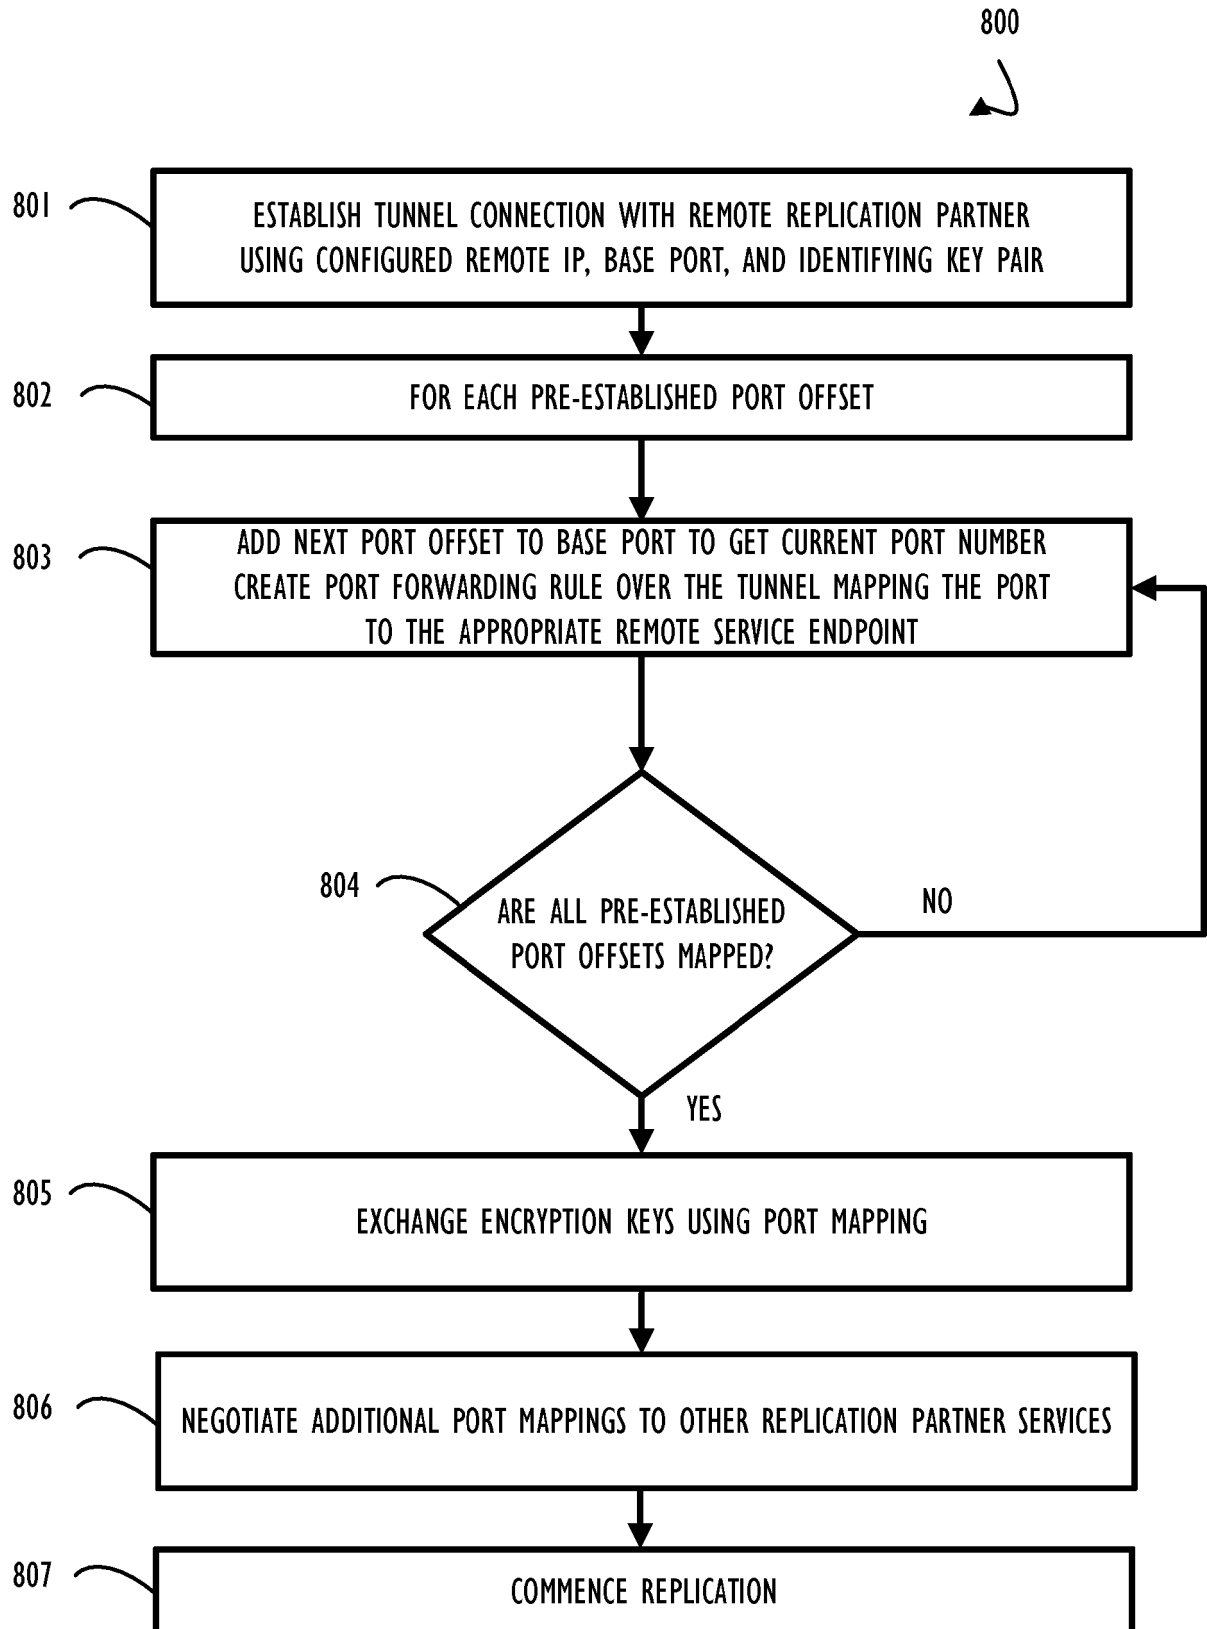 800
801
ESTABLISH TUNNEL CONNECTION WITH REMOTE REPLICATION PARTNER
USING CONFIGURED REMOTE IP, BASE PORT, AND IDENTIFYING KEY PAIR
802
FOR EACH PRE-ESTABLISHED PORT OFFSET
803
ADD NEXT PORT OFFSET TO BASE PORT TO GET CURRENT PORT NUMBER
CREATE PORT FORWARDING RULE OVER THE TUNNEL MAPPING THE PORT
TO THE APPROPRIATE REMOTE SERVICE ENDPOINT
804
ARE ALL PRE-ESTABLISHED
PORT OFFSETS MAPPED?
NO
YES
805
EXCHANGE ENCRYPTION KEYS USING PORT MAPPING
806
NEGOTIATE ADDITIONAL PORT MAPPINGS TO OTHER REPLICATION PARTNER SERVICES
807
COMMENCE REPLICATION